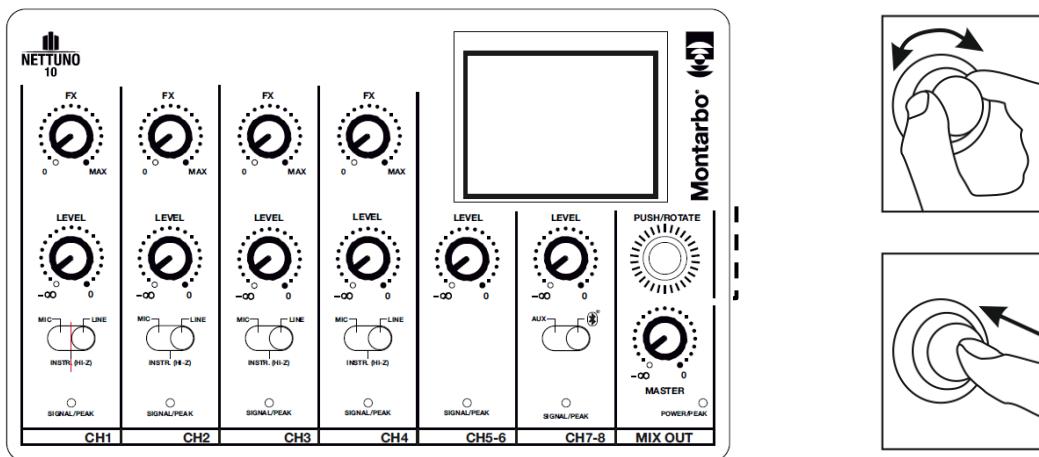 NETTUNO
10
Montarbo®
FX FX FX FX
0 MAX 0 MAX 0 MAX 0 MAX
LEVEL LEVEL LEVEL LEVEL LEVEL LEVEL PUSH/ROTATE
-∞ 0 -∞ 0 -∞ 0 -∞ 0 -∞ 0 -∞ 0
MIC LINE MIC LINE MIC LINE MIC LINE AUX
INSTR. (HI-Z) INSTR. (HI-Z) INSTR. (HI-Z) INSTR. (HI-Z)
-∞ 0
MASTER
SIGNAL/PEAK SIGNAL/PEAK SIGNAL/PEAK SIGNAL/PEAK SIGNAL/PEAK SIGNAL/PEAK POWER/PEAK
CH1 CH2 CH3 CH4 CH5-6 CH7-8 MIX OUT